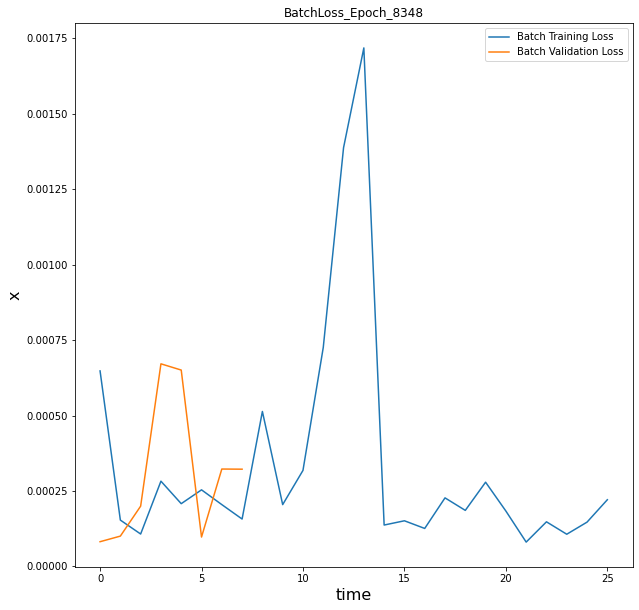 BatchLoss_Epoch_8348
Batch Training Loss
Batch Validation Loss
0.00175
0.00150
0.00125
0.00100
0.00075
0.00050
0.00025
0.00000
x
0 5 10 15 20 25
time